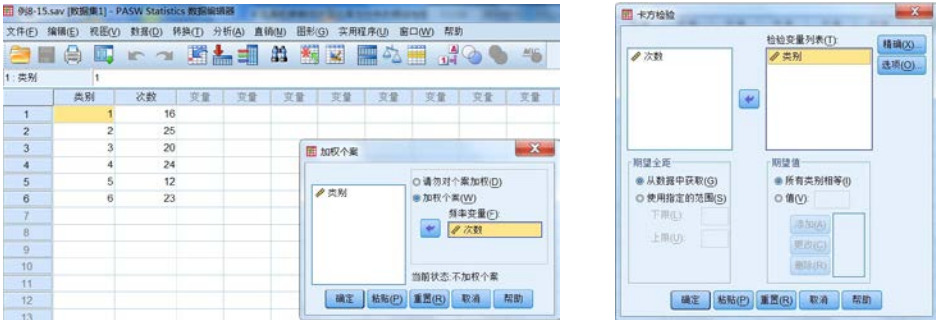 例8-15.sav [数据集1] - PASW Statistics 数据编辑器
文件(F) 编辑(E) 视图(V) 数据(D) 转换(T) 分析(A) 直销(M) 图形(G) 实用程序(U) 窗口(W) 帮助
1 : 类别 1
类别 次数 变量 变量 变量 变量 变量 变量 变量 变量
1 1 16
2 2 25
3 3 20
4 4 24
5 5 12
6 6 23
7
8
9
10
11
12
13
加权个案
类别
请勿对个案加权(D)
加权个案(W)
频率变量(F):
次数
当前状态:不加权个案
确定 粘贴(P) 重置(R) 取消 帮助
卡方检验
次数
检验变量列表(T):
类别
精确(X)...
选项(O)...
期望全距
从数据中获取(G)
使用指定的范围(S)
下限(L):
上限(U):
期望值
所有类别相等(I)
值(V):
添加(A)
更改(C)
删除(R)
确定 粘贴(P) 重置(R) 取消 帮助